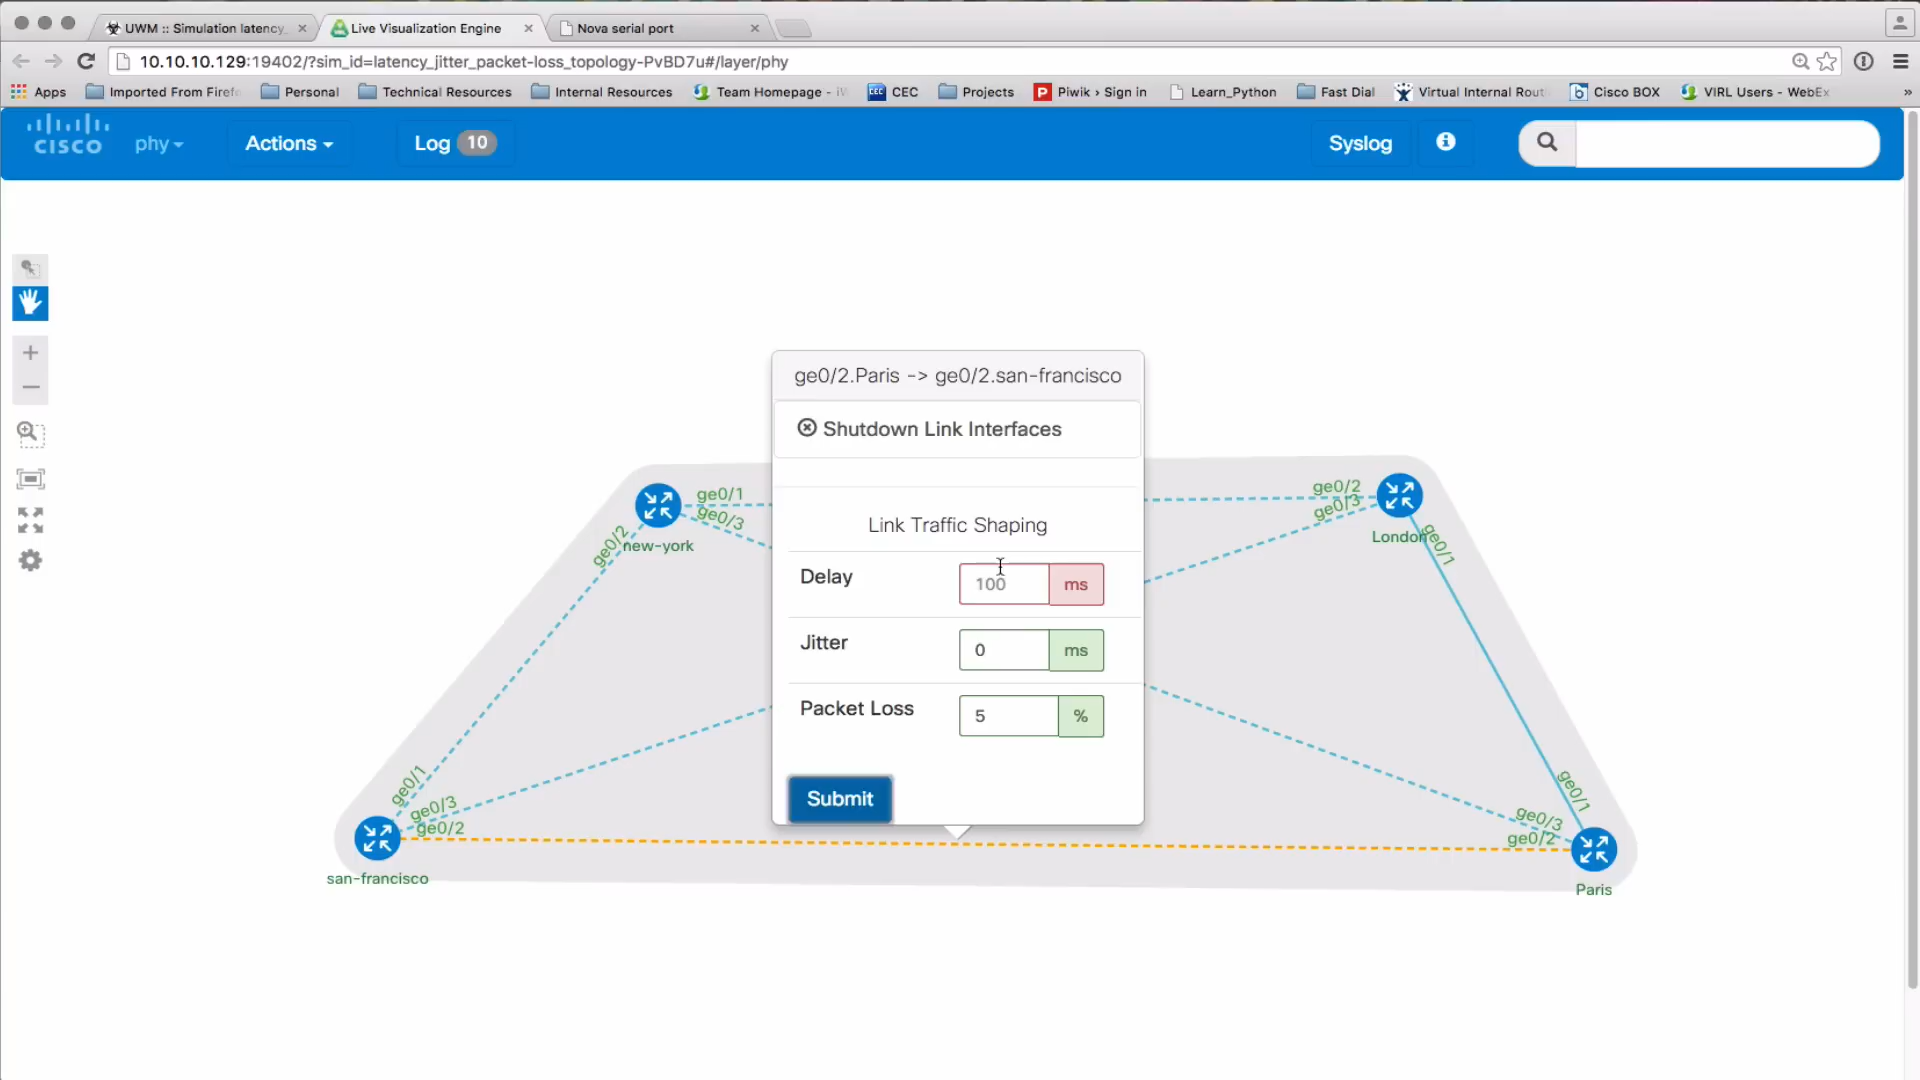 UWM :: Simulation latency
Live Visualization Engine
Nova serial port
10.10.10.129:19402/?sim_id=latency_jitter_packet-loss_topology-PvBD7u#/layer/phy
Apps
Imported From Firef
Personal
Technical Resources
Internal Resources
Team Homepage - iW
CEC
CEC
Projects
P
Piwik › Sign in
Learn_Python
Fast Dial
Virtual Internal Rout
b
Cisco BOX
VIRL Users - WebEx
»
CISCO
phy
Actions
Log 10
Syslog
ge0/2.Paris -> ge0/2.san-francisco
Shutdown Link Interfaces
Link Traffic Shaping
Delay
100
ms
Jitter
0
ms
Packet Loss
5
%
Submit
ge0/1
ge0/3
ge0/2
new-york
ge0/2
ge0/3
London
ge0/1
ge0/1
ge0/3
ge0/2
san-francisco
ge0/1
ge0/3
ge0/2
Paris